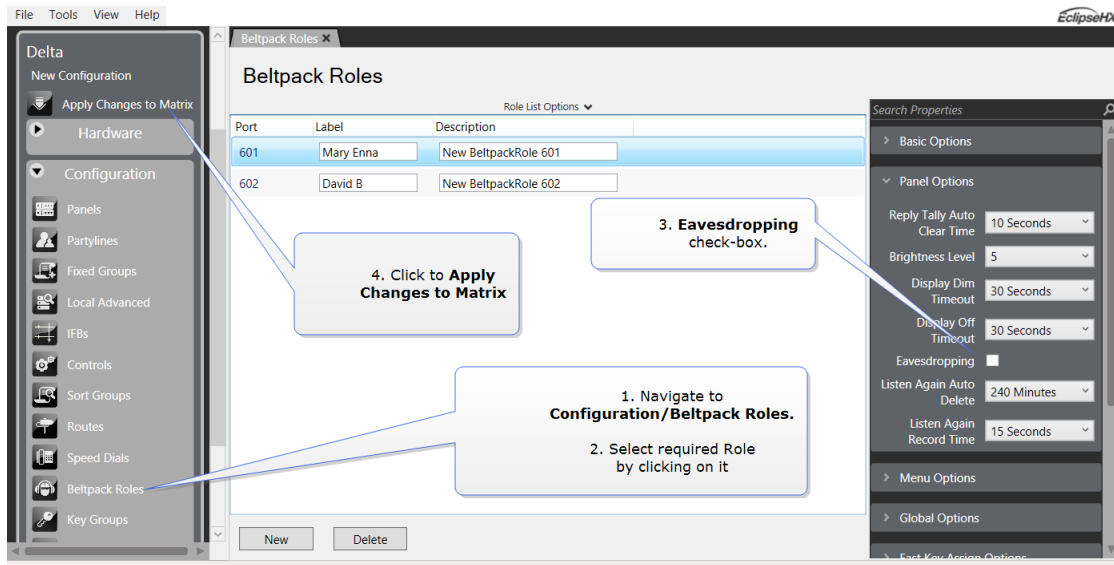 File Tools View Help
EclipseHX
Delta
New Configuration
Apply Changes to Matrix
Hardware
Configuration
Panels
Partylines
Fixed Groups
Local Advanced
IFBs
Controls
Sort Groups
Routes
Speed Dials
Beltpack Roles
Key Groups
Beltpack Roles ×
Beltpack Roles
Role List Options
Port Label Description
601 Mary Enna New BeltpackRole 601
602 David B New BeltpackRole 602
3. Eavesdropping
check-box.
4. Click to Apply
Changes to Matrix
1. Navigate to
Configuration/Beltpack Roles.
2. Select required Role
by clicking on it
New Delete
Search Properties
Basic Options
Panel Options
Reply Tally Auto
Clear Time 10 Seconds
Brightness Level 5
Display Dim
Timeout 30 Seconds
Display Off
Timeout 30 Seconds
Eavesdropping
Listen Again Auto
Delete 240 Minutes
Listen Again
Record Time 15 Seconds
Menu Options
Global Options
Fast Key Assign Options